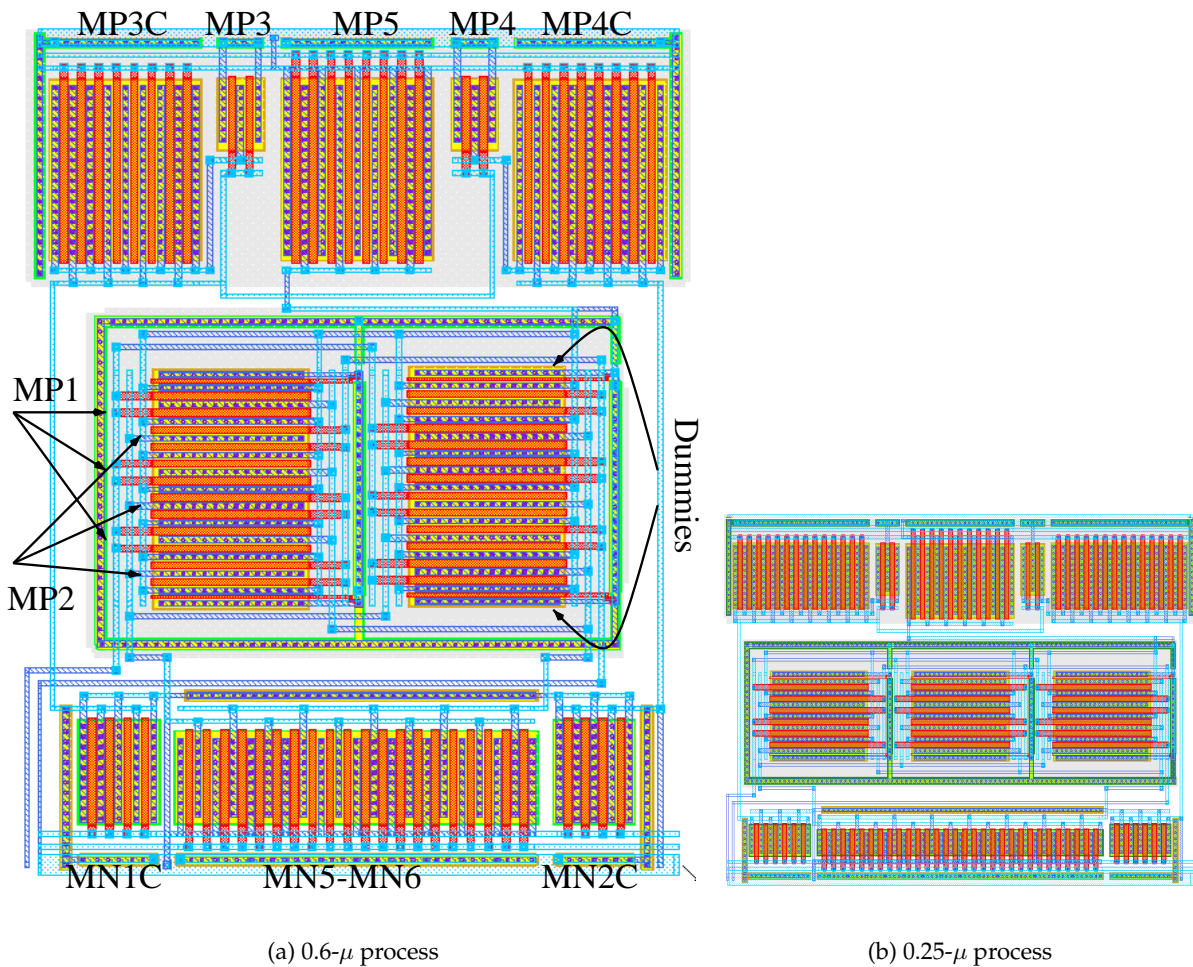 MP3C MP3 MP5 MP4 MP4C
MP1
MP2
Dummies
MN1C MN5-MN6 MN2C
(a) 0.6-μ process
(b) 0.25-μ process